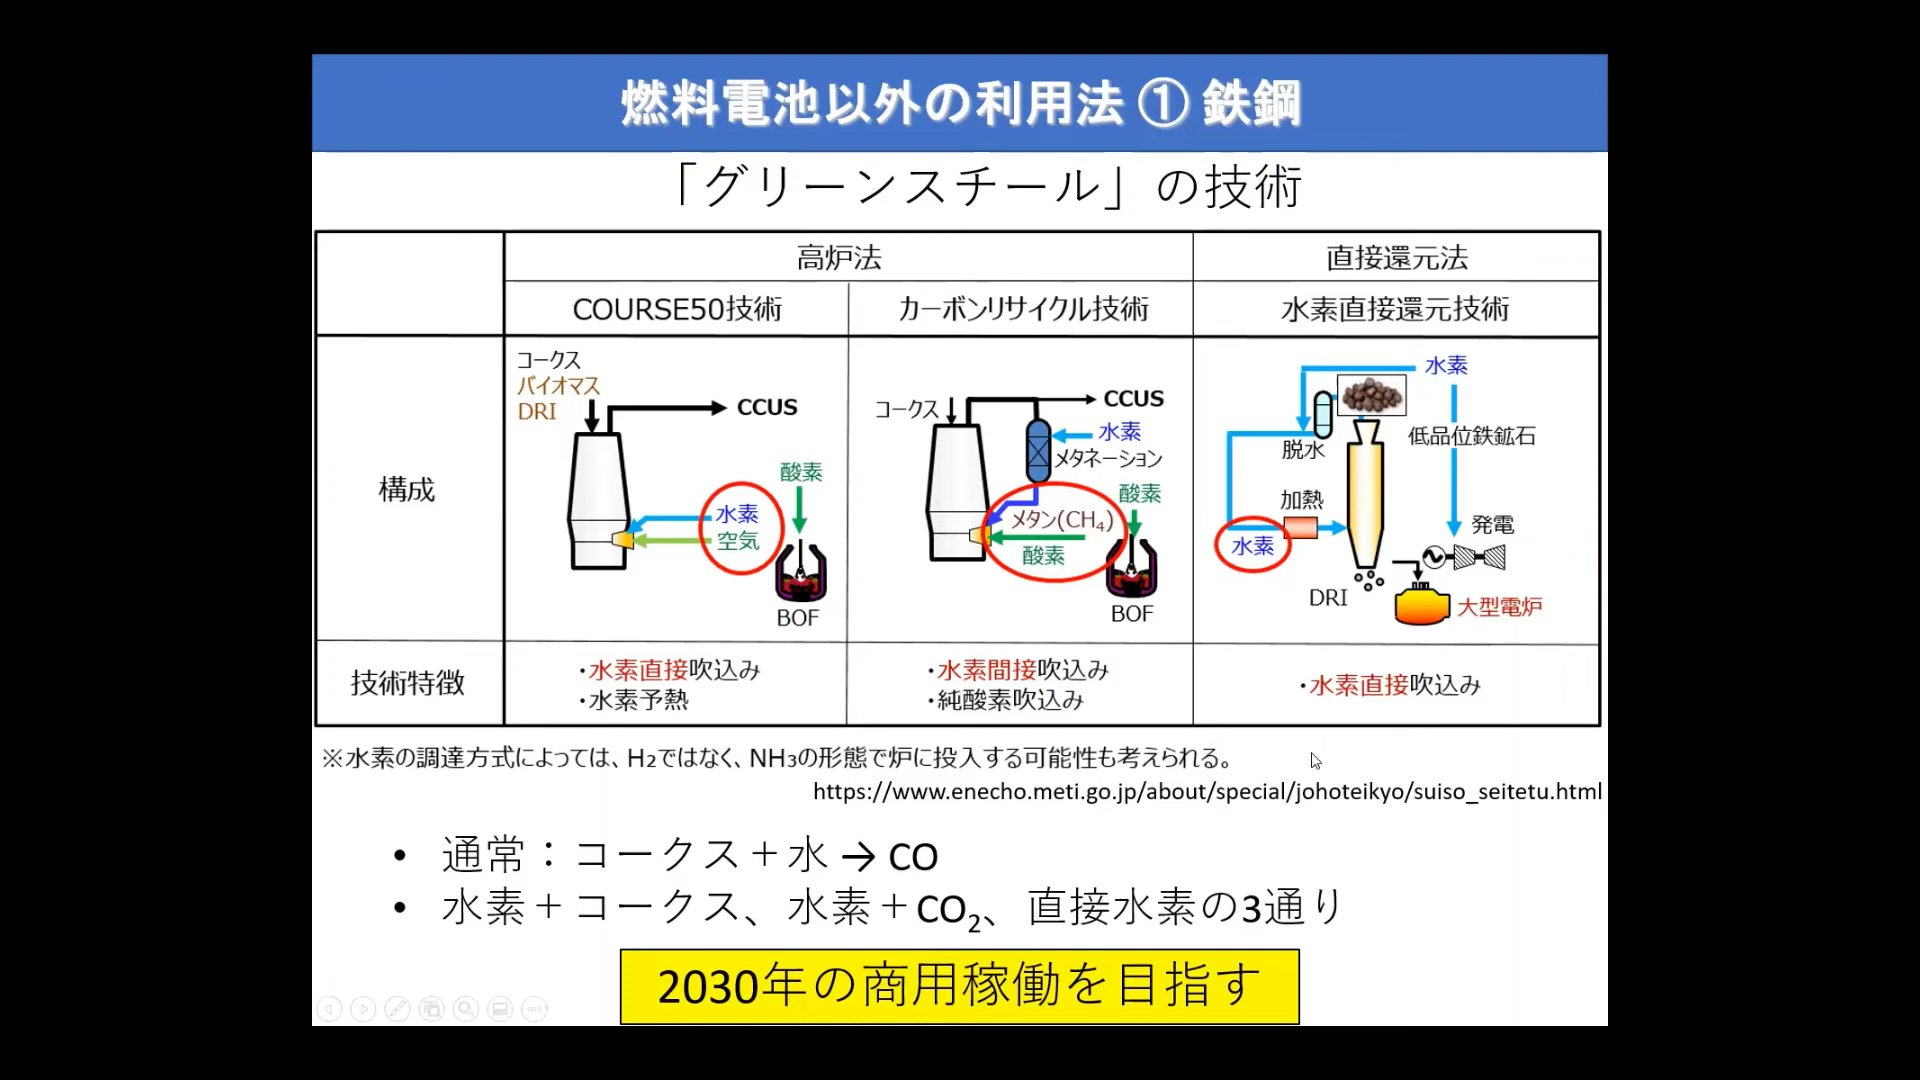 燃料電池以外の利用法 ① 鉄鋼
「グリーンスチール」の技術
高炉法
直接還元法
COURSE50技術
カーボンリサイクル技術
水素直接還元技術
構成
コークス
バイオマス
DRI
CCUS
酸素
水素
空気
BOF
コークス
CCUS
水素
メタネーション
酸素
メタン(CH₄)
酸素
BOF
水素
脱水
低品位鉄鉱石
加熱
発電
水素
DRI
大型電炉
技術特徴
・水素直接吹込み
・水素予熱
・水素間接吹込み
・純酸素吹込み
・水素直接吹込み
※水素の調達方式によっては、H₂ではなく、NH₃の形態で炉に投入する可能性も考えられる。
https://www.enecho.meti.go.jp/about/special/johoteikyo/suiso_seitetu.html
• 通常：コークス＋水 → CO
• 水素＋コークス、水素＋CO₂、直接水素の3通り
2030年の商用稼働を目指す